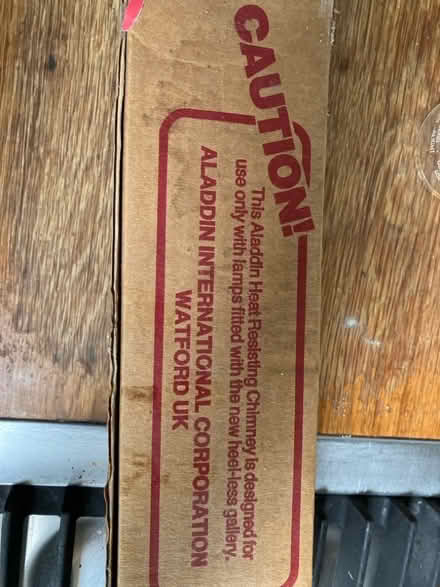 CAUTION!
This Aladdin Heat Resisting Chimney is designed for
use only with lamps fitted with the new heel-less gallery.
ALADDIN INTERNATIONAL CORPORATION
WATFORD UK